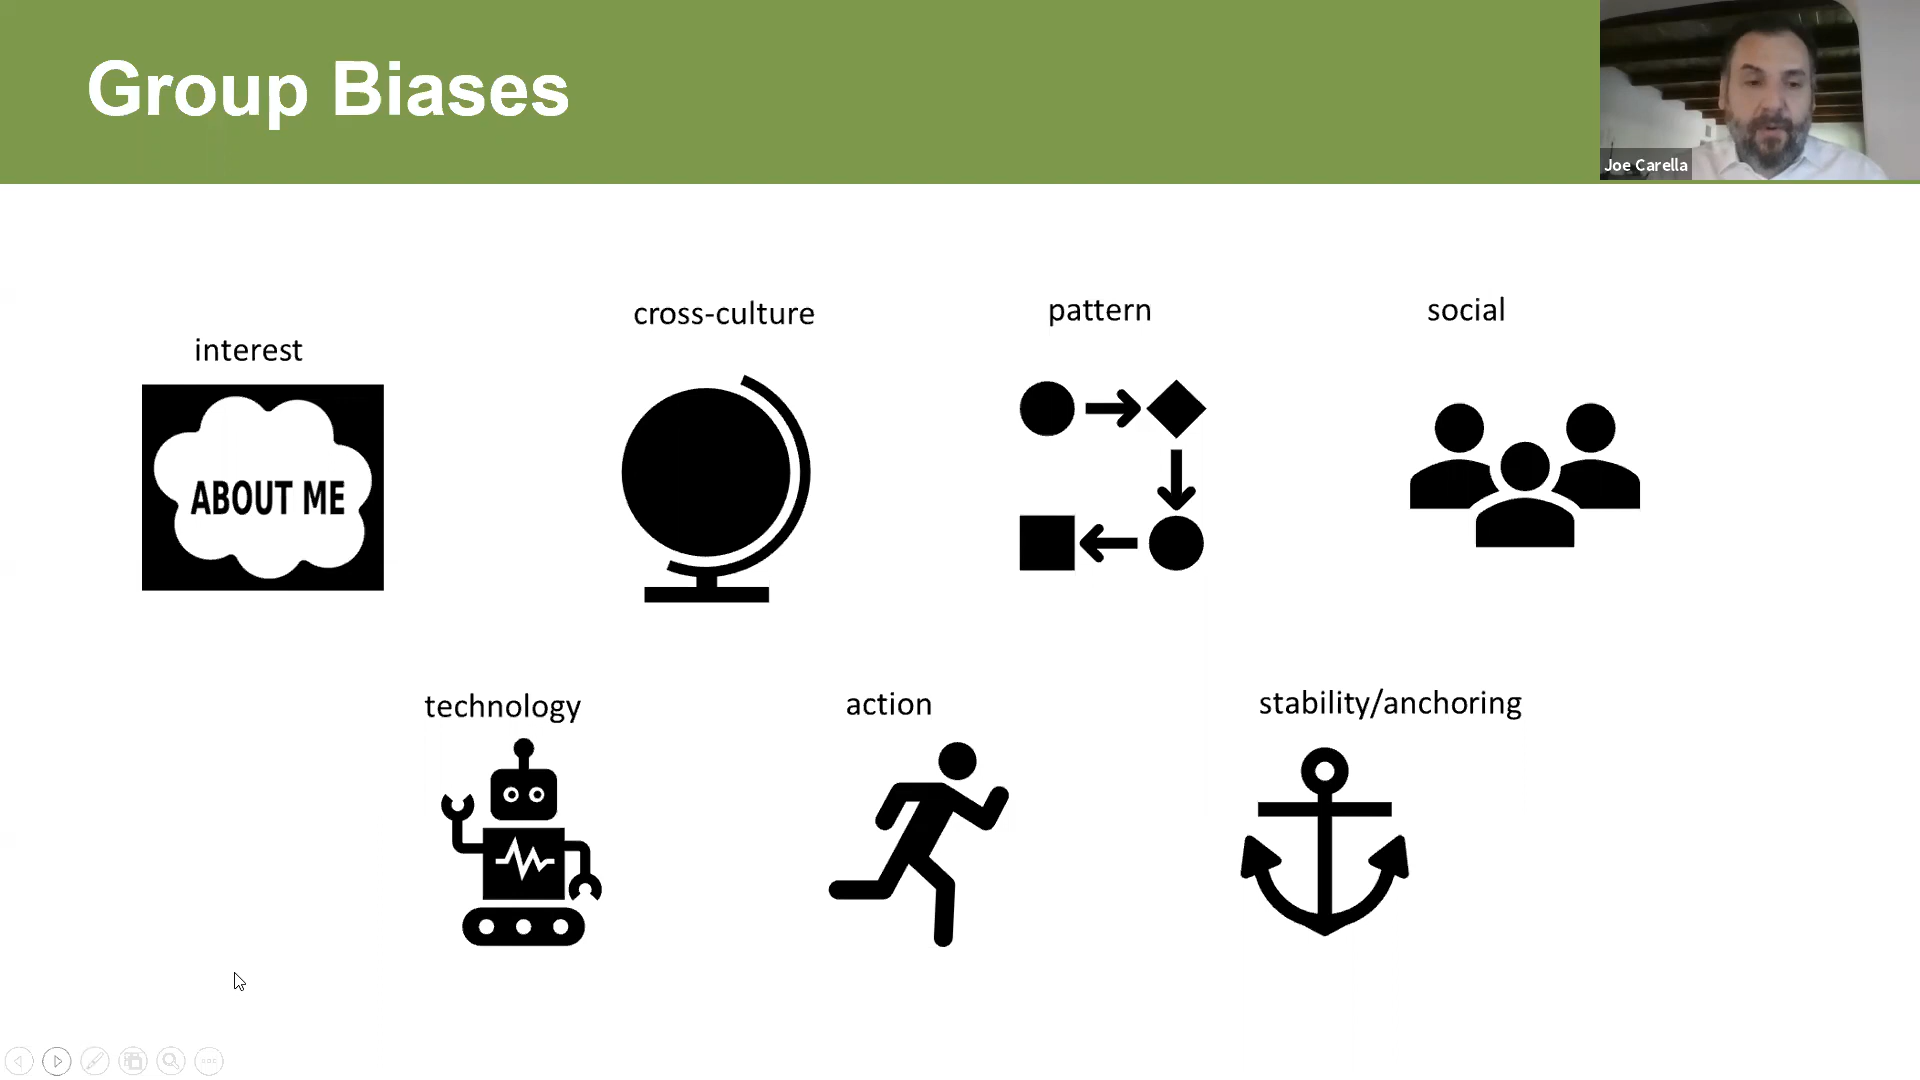 Group Biases
Joe Carella
interest
ABOUT ME
cross-culture
pattern
social
technology
action
stability/anchoring